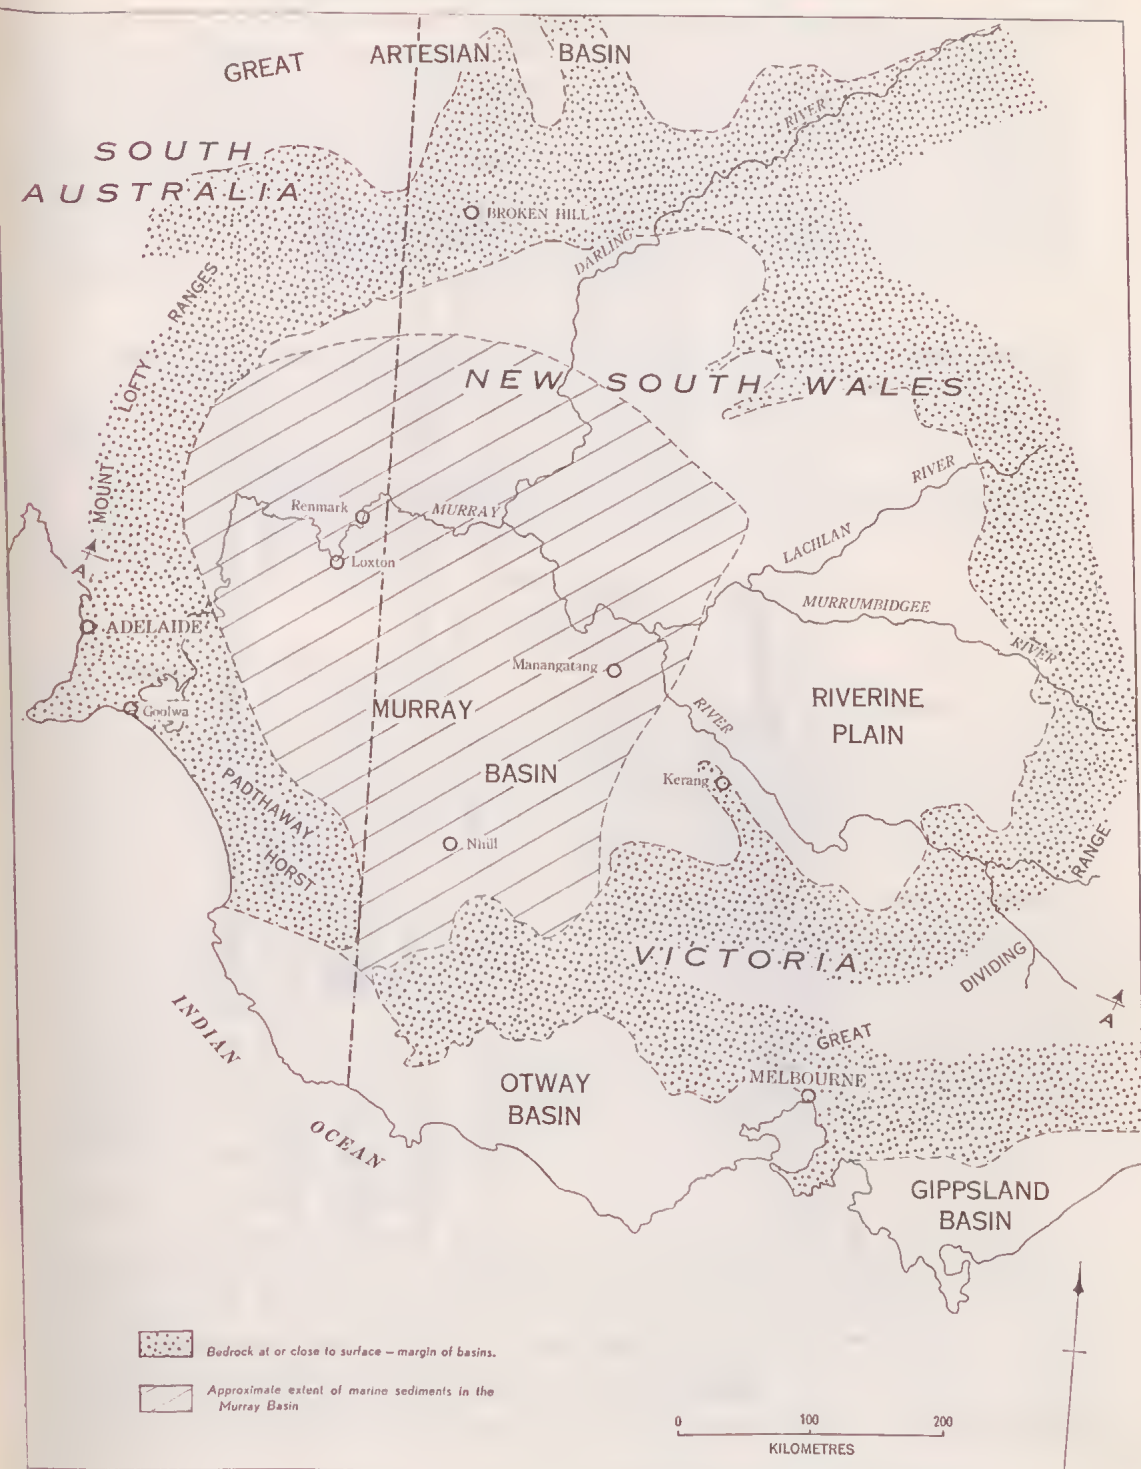 GREAT ARTESIAN BASIN
SOUTH
AUSTRALIA
RIVER
BROKEN HILL
DARLING
RANGES
LOFTY
MOUNT
NEW SOUTH WALES
RIVER
Renmark
MURRAY
LACHLAN
Loxton
A
MURRUMBIDGEE
ADELAIDE
RIVER
Manangatang
RIVERINE
PLAIN
MURRAY
RIVER
Goolwa
BASIN
Kerang
PADTHAWAY
HORST
Nhill
RANGE
VICTORIA
DIVIDING
INDIAN
A
GREAT
MELBOURNE
OTWAY
BASIN
OCEAN
GIPPSLAND
BASIN
Bedrock at or close to surface – margin of basins.
Approximate extent of marine sediments in the
Murray Basin
0 100 200
KILOMETRES